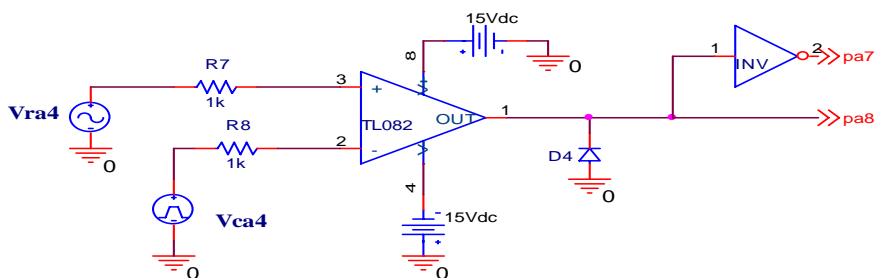 15Vdc
0
8
R7
1k
3
+
Vra4
0
TL082
OUT
1
R8
1k
2
-
Vca4
0
4
15Vdc
0
D4
0
1
INV
2
pa7
pa8